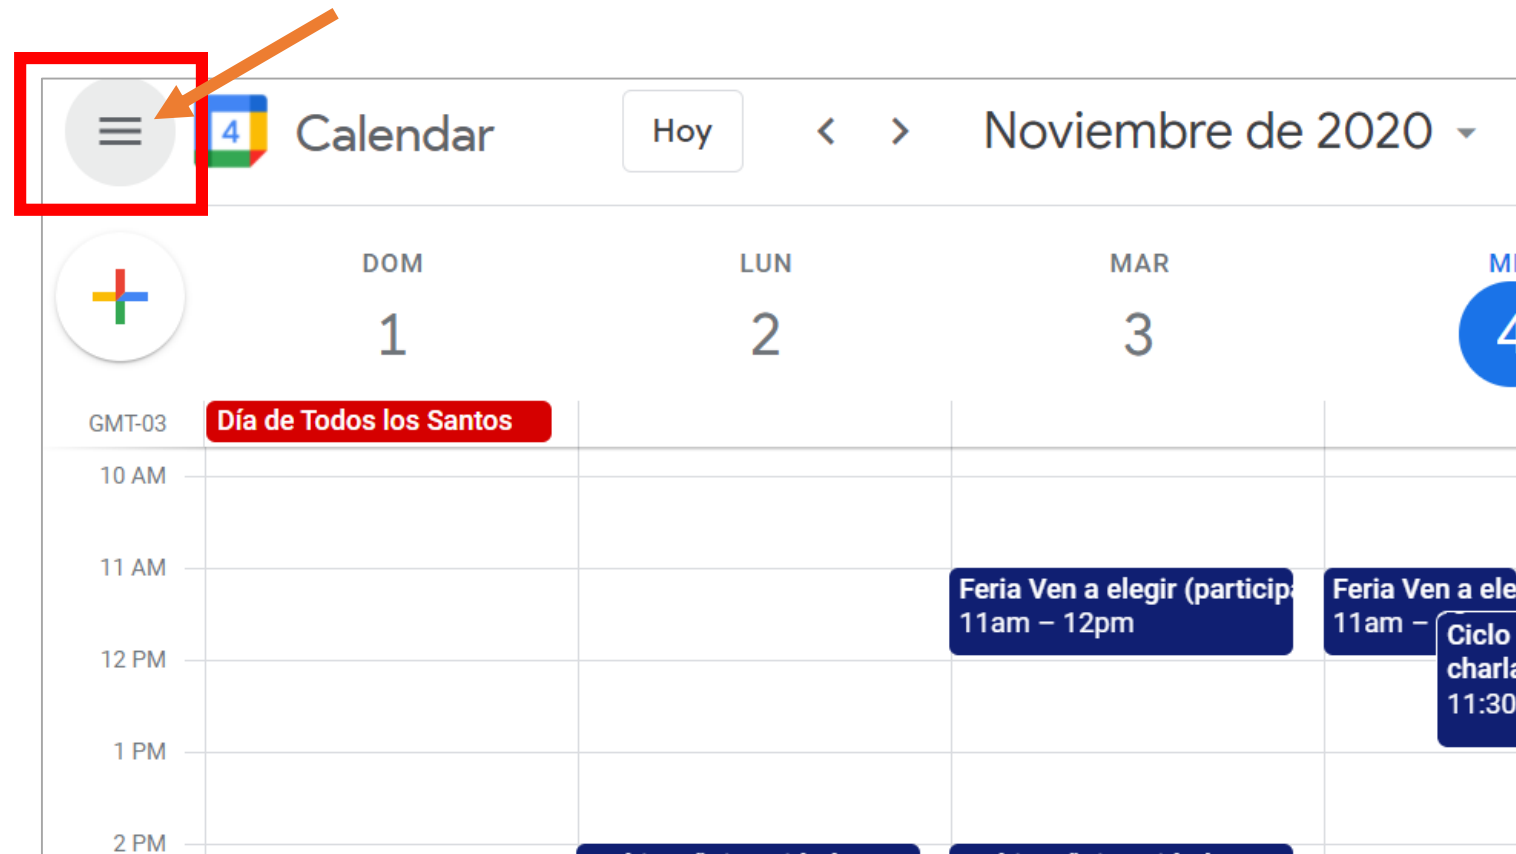 4 Calendar Hoy Noviembre de 2020
DOM LUN MAR
1 2 3 4
GMT-03 Día de Todos los Santos
10 AM
11 AM
Feria Ven a elegir (particip
11am – 12pm
Feria Ven a ele
11am –
Ciclo
charla
11:30
12 PM
1 PM
2 PM